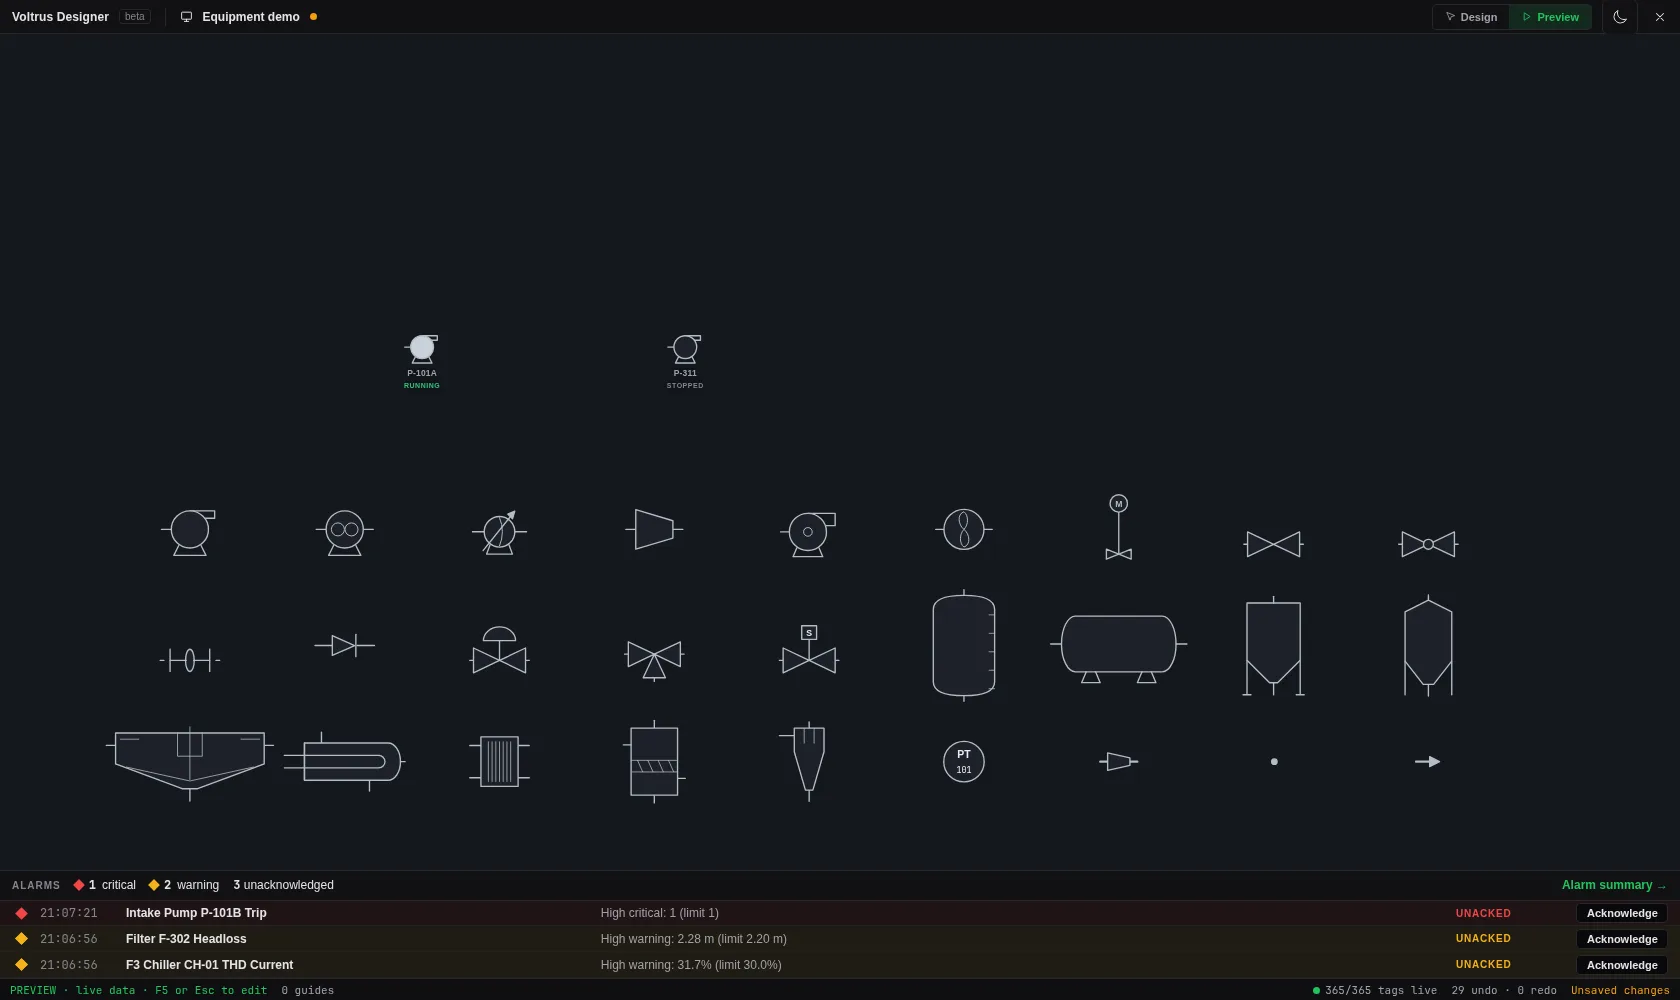 Voltrus Designer beta Equipment demo Design Preview
P-101A P-311
RUNNING STOPPED
M
S
PT
101
ALARMS 1 critical 2 warning 3 unacknowledged Alarm summary →
21:07:21 Intake Pump P-101B Trip High critical: 1 (limit 1) UNACKED Acknowledge
21:06:56 Filter F-302 Headloss High warning: 2.28 m (limit 2.20 m) UNACKED Acknowledge
21:06:56 F3 Chiller CH-01 THD Current High warning: 31.7% (limit 30.0%) UNACKED Acknowledge
PREVIEW · live data · F5 or Esc to edit 0 guides 365/365 tags live 29 undo · 0 redo Unsaved changes